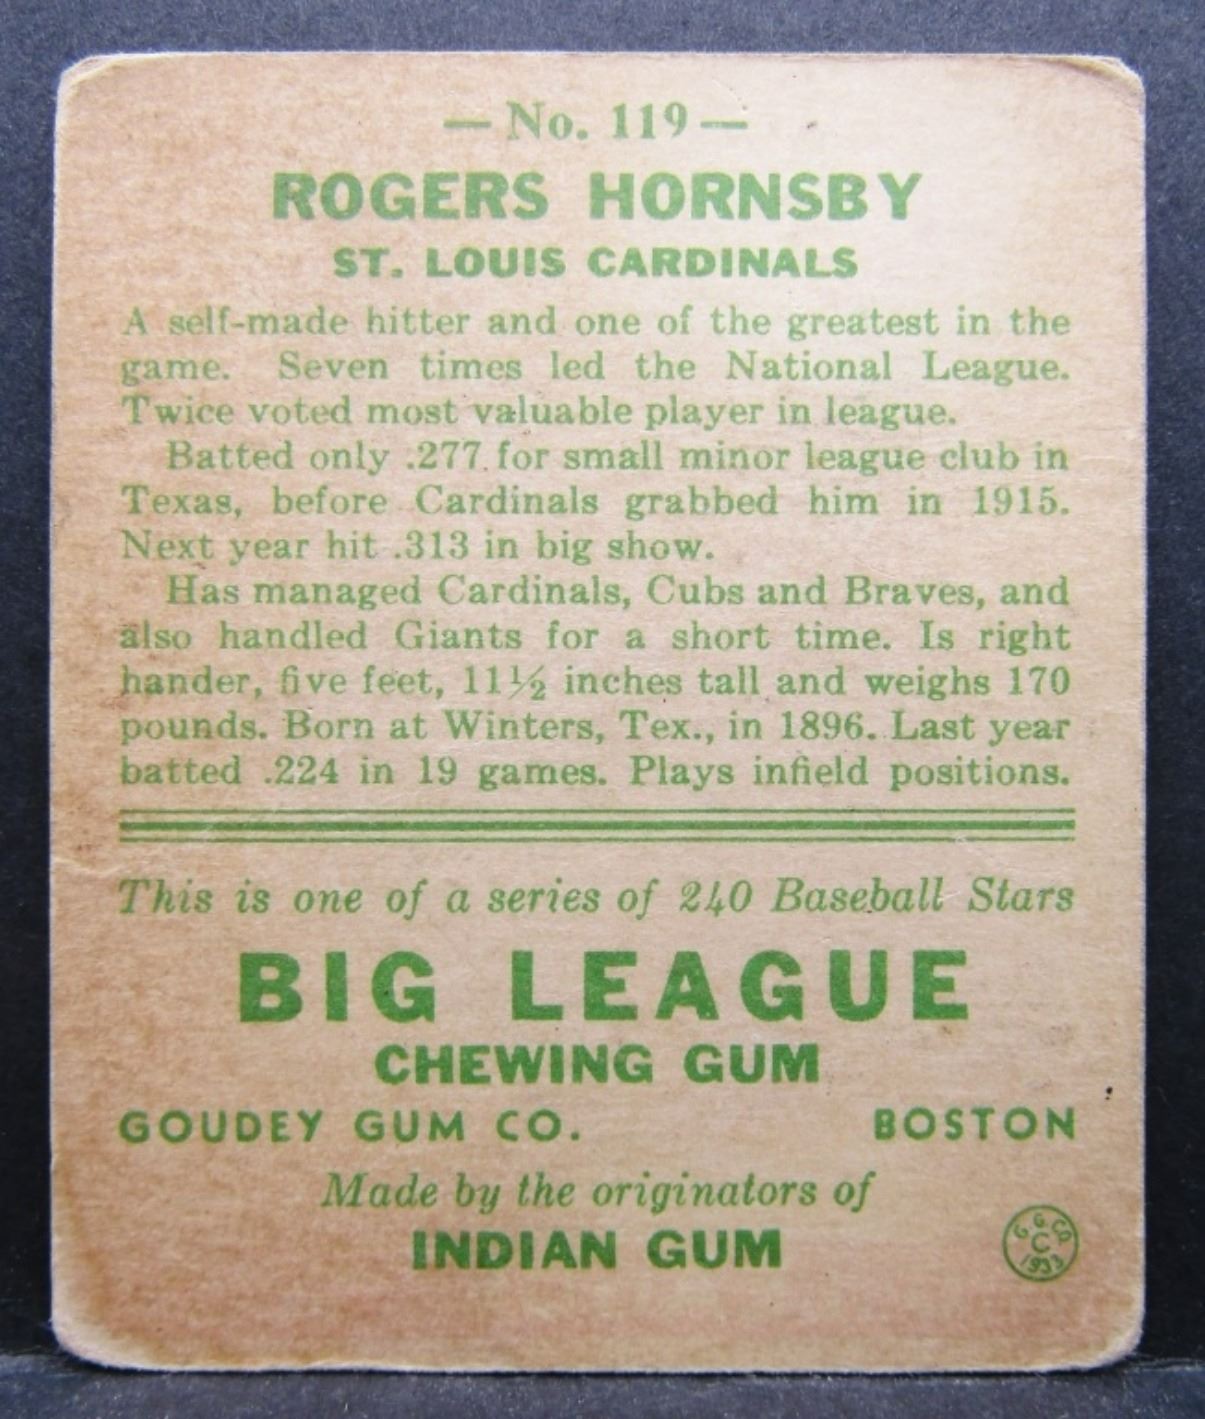 — No. 119 —
ROGERS HORNSBY
ST. LOUIS CARDINALS
A self-made hitter and one of the greatest in the
game. Seven times led the National League.
Twice voted most valuable player in league.
Batted only .277 for small minor league club in
Texas, before Cardinals grabbed him in 1915.
Next year hit .313 in big show.
Has managed Cardinals, Cubs and Braves, and
also handled Giants for a short time. Is right
hander, five feet, 11½ inches tall and weighs 170
pounds. Born at Winters, Tex., in 1896. Last year
batted .224 in 19 games. Plays infield positions.
This is one of a series of 240 Baseball Stars
BIG LEAGUE
CHEWING GUM
GOUDEY GUM CO. BOSTON
Made by the originators of
INDIAN GUM
G. G. CO.
C
1933